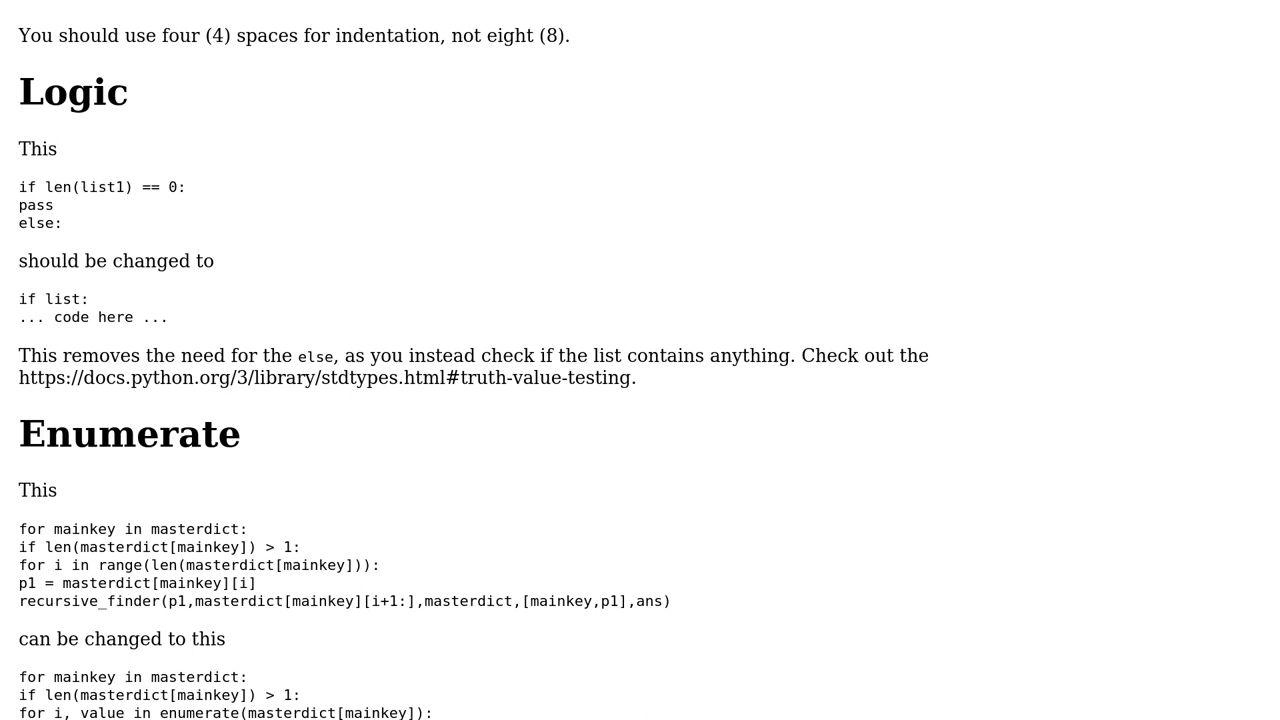 You should use four (4) spaces for indentation, not eight (8).
Logic
This
if len(list1) == 0:
pass
else:
should be changed to
if list:
... code here ...
This removes the need for the else, as you instead check if the list contains anything. Check out the
https://docs.python.org/3/library/stdtypes.html#truth-value-testing.
Enumerate
This
for mainkey in masterdict:
if len(masterdict[mainkey]) > 1:
for i in range(len(masterdict[mainkey])):
p1 = masterdict[mainkey][i]
recursive_finder(p1,masterdict[mainkey][i+1:],masterdict,[mainkey,p1],ans)
can be changed to this
for mainkey in masterdict:
if len(masterdict[mainkey]) > 1:
for i, value in enumerate(masterdict[mainkey]):